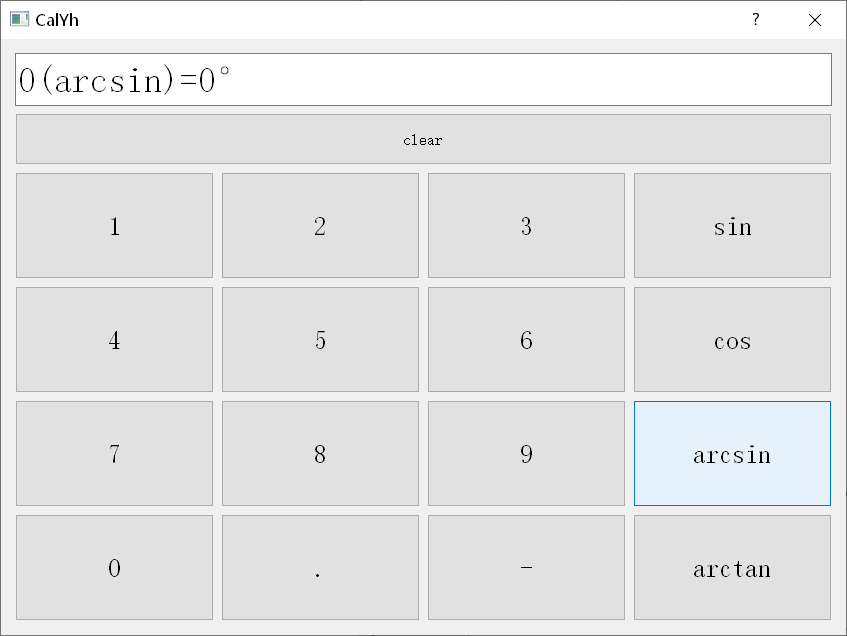 CalYh ?
0(arcsin)=0°
clear
1 2 3 sin
4 5 6 cos
7 8 9 arcsin
0 . - arctan